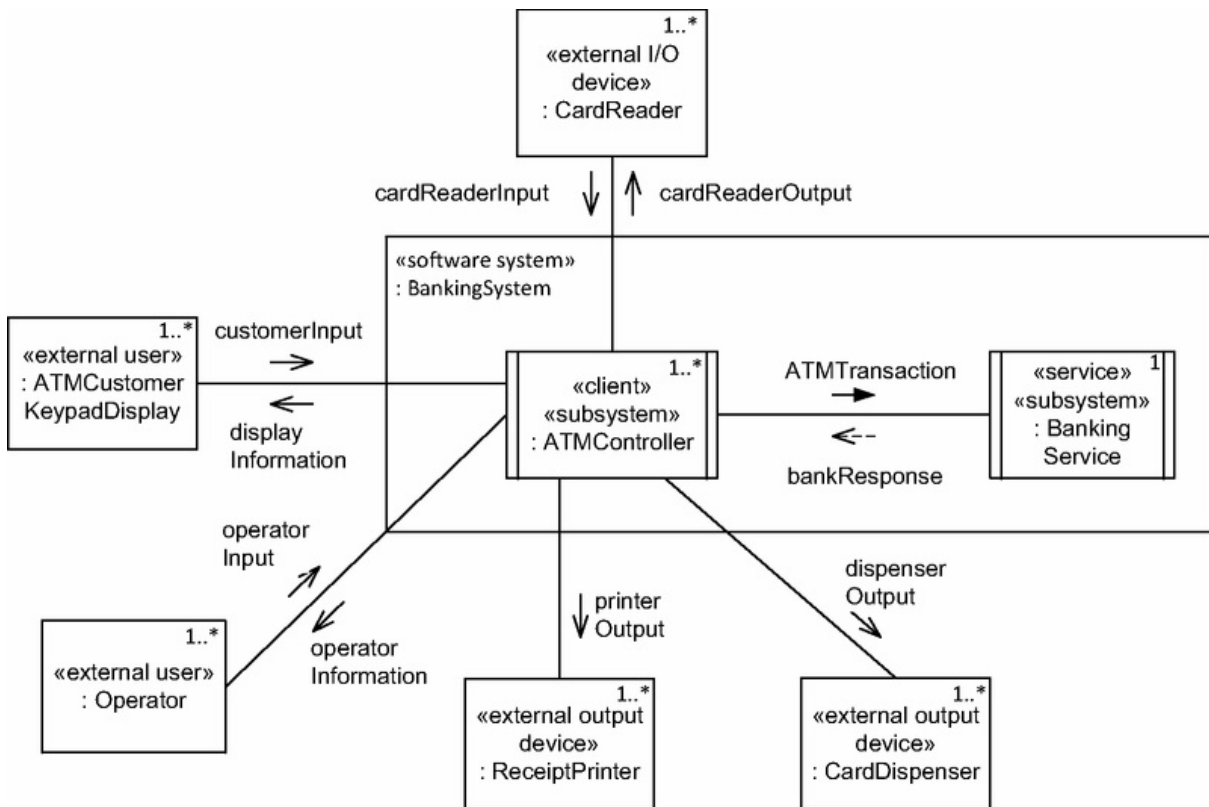 1..*
«external I/O
device»
: CardReader
cardReaderInput
cardReaderOutput
«software system»
: BankingSystem
1..*
«external user»
: ATMCustomer
KeypadDisplay
customerInput
display
Information
1..*
«client»
«subsystem»
: ATMController
ATMTransaction
bankResponse
1
«service»
«subsystem»
: Banking
Service
operator
Input
operator
Information
1..*
«external user»
: Operator
printer
Output
dispenser
Output
1..*
«external output
device»
: ReceiptPrinter
1..*
«external output
device»
: CardDispenser